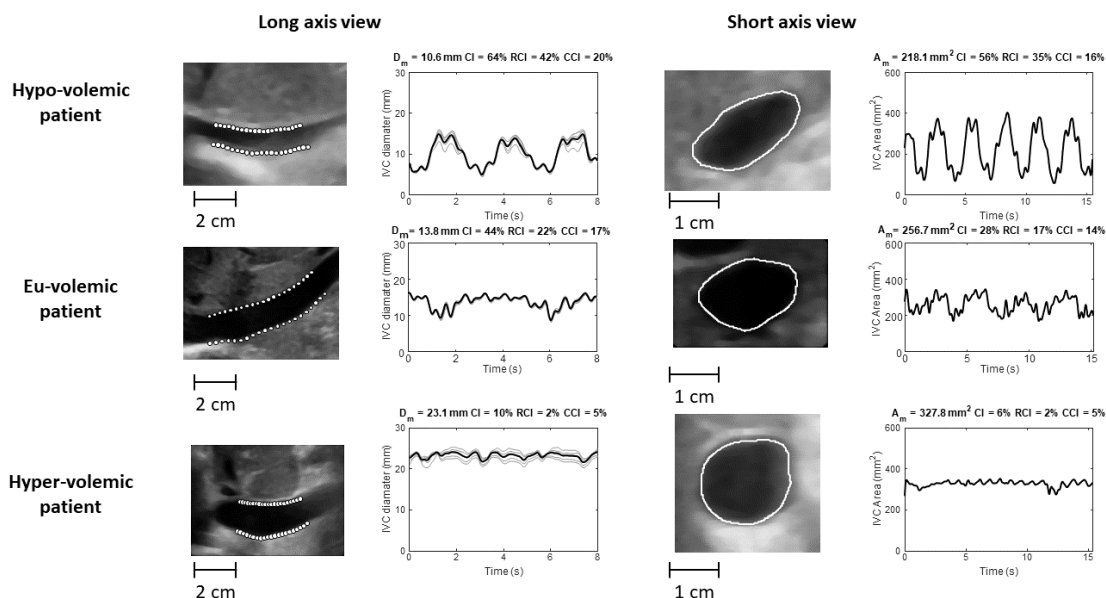 Long axis view
Short axis view
Hypo-volemic
patient
D_m = 10.6 mm CI = 64% RCI = 42% CCI = 20%
30
20
10
0
IVC diamater (mm)
0 2 4 6 8
Time (s)
2 cm
A_m = 218.1 mm² CI = 56% RCI = 35% CCI = 16%
600
400
200
0
IVC Area (mm²)
0 5 10 15
Time (s)
1 cm
Eu-volemic
patient
D_m = 13.8 mm CI = 44% RCI = 22% CCI = 17%
30
20
10
0
IVC diamater (mm)
0 2 4 6 8
Time (s)
2 cm
A_m = 256.7 mm² CI = 28% RCI = 17% CCI = 14%
600
400
200
0
IVC Area (mm²)
0 5 10 15
Time (s)
1 cm
Hyper-volemic
patient
D_m = 23.1 mm CI = 10% RCI = 2% CCI = 5%
30
20
10
0
IVC diamater (mm)
0 2 4 6 8
Time (s)
2 cm
A_m = 327.8 mm² CI = 6% RCI = 2% CCI = 5%
600
400
200
0
IVC Area (mm²)
0 5 10 15
Time (s)
1 cm